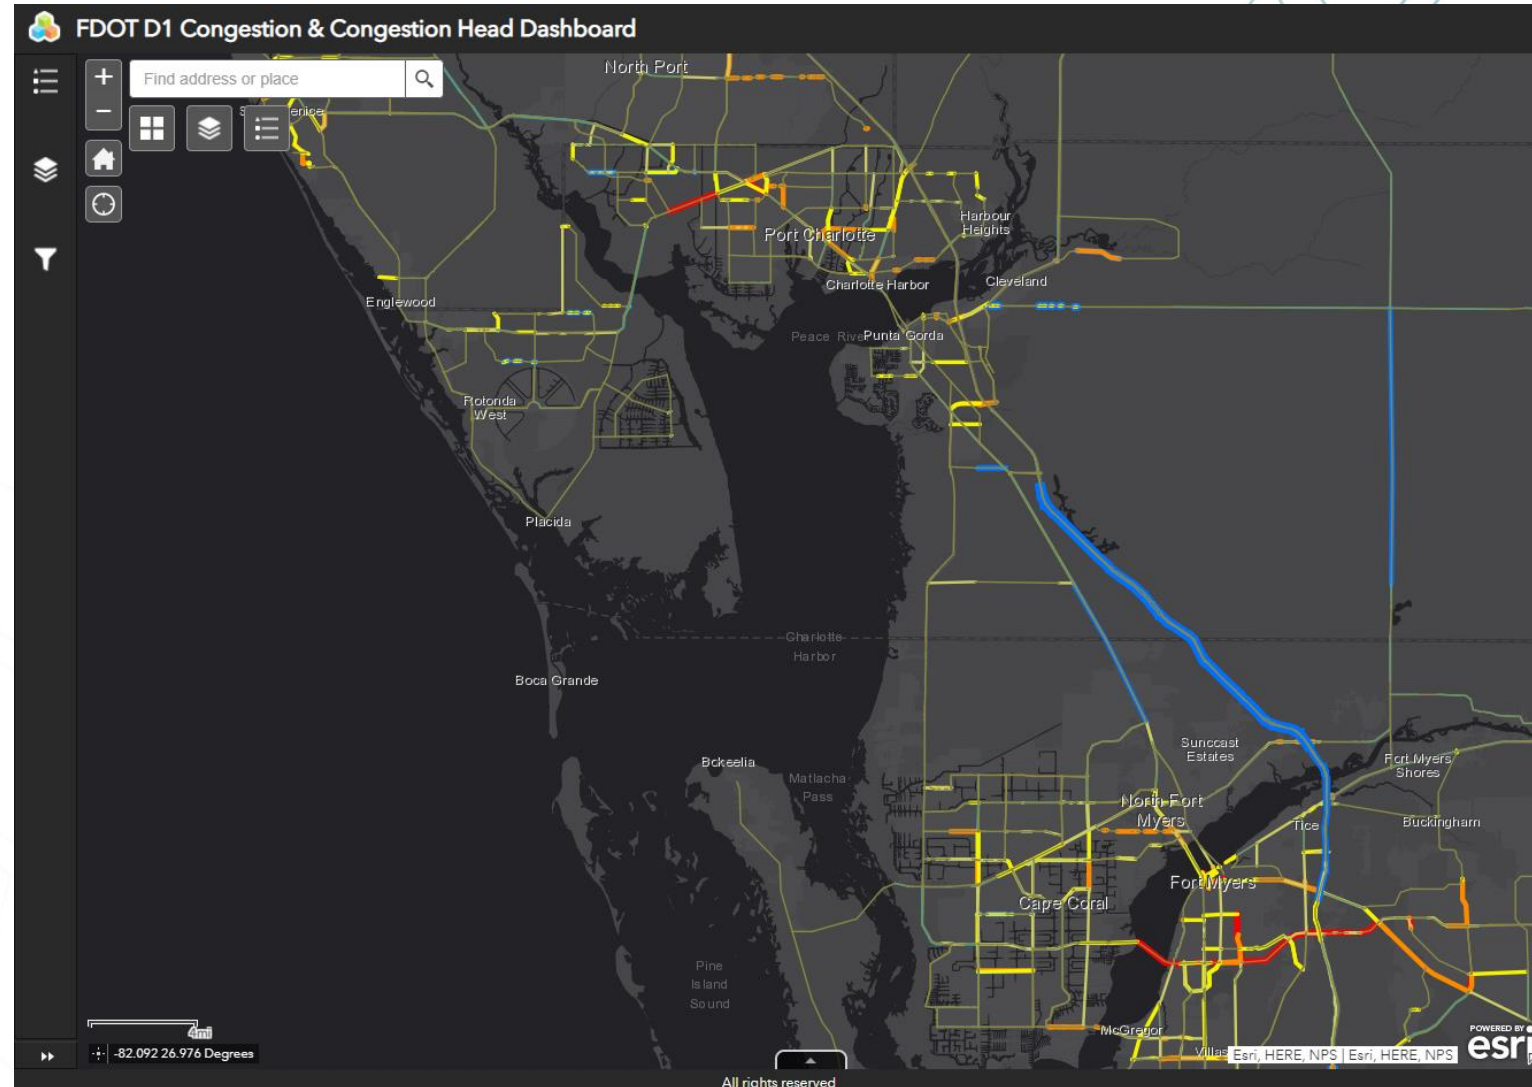 FDOT D1 Congestion & Congestion Head Dashboard
+
Find address or place
−
enice
North Port
Harbour
Heights
Port Charlotte
Cleveland
Charlotte Harbor
Englewood
Peace Rive
Punta Gorda
Rotonda
West
Placida
Charlotte
Harbor
Boca Grande
Suncoast
Estates
Fort Myers
Shores
Bokeelia
Matlacha
Pass
North Fort
Myers
Tice
Buckingham
Fort Myers
Cape Coral
Pine
Island
Sound
McGregor
Villas
4mi
-82.092 26.976 Degrees
Esri, HERE, NPS | Esri, HERE, NPS
POWERED BY
esri
All rights reserved